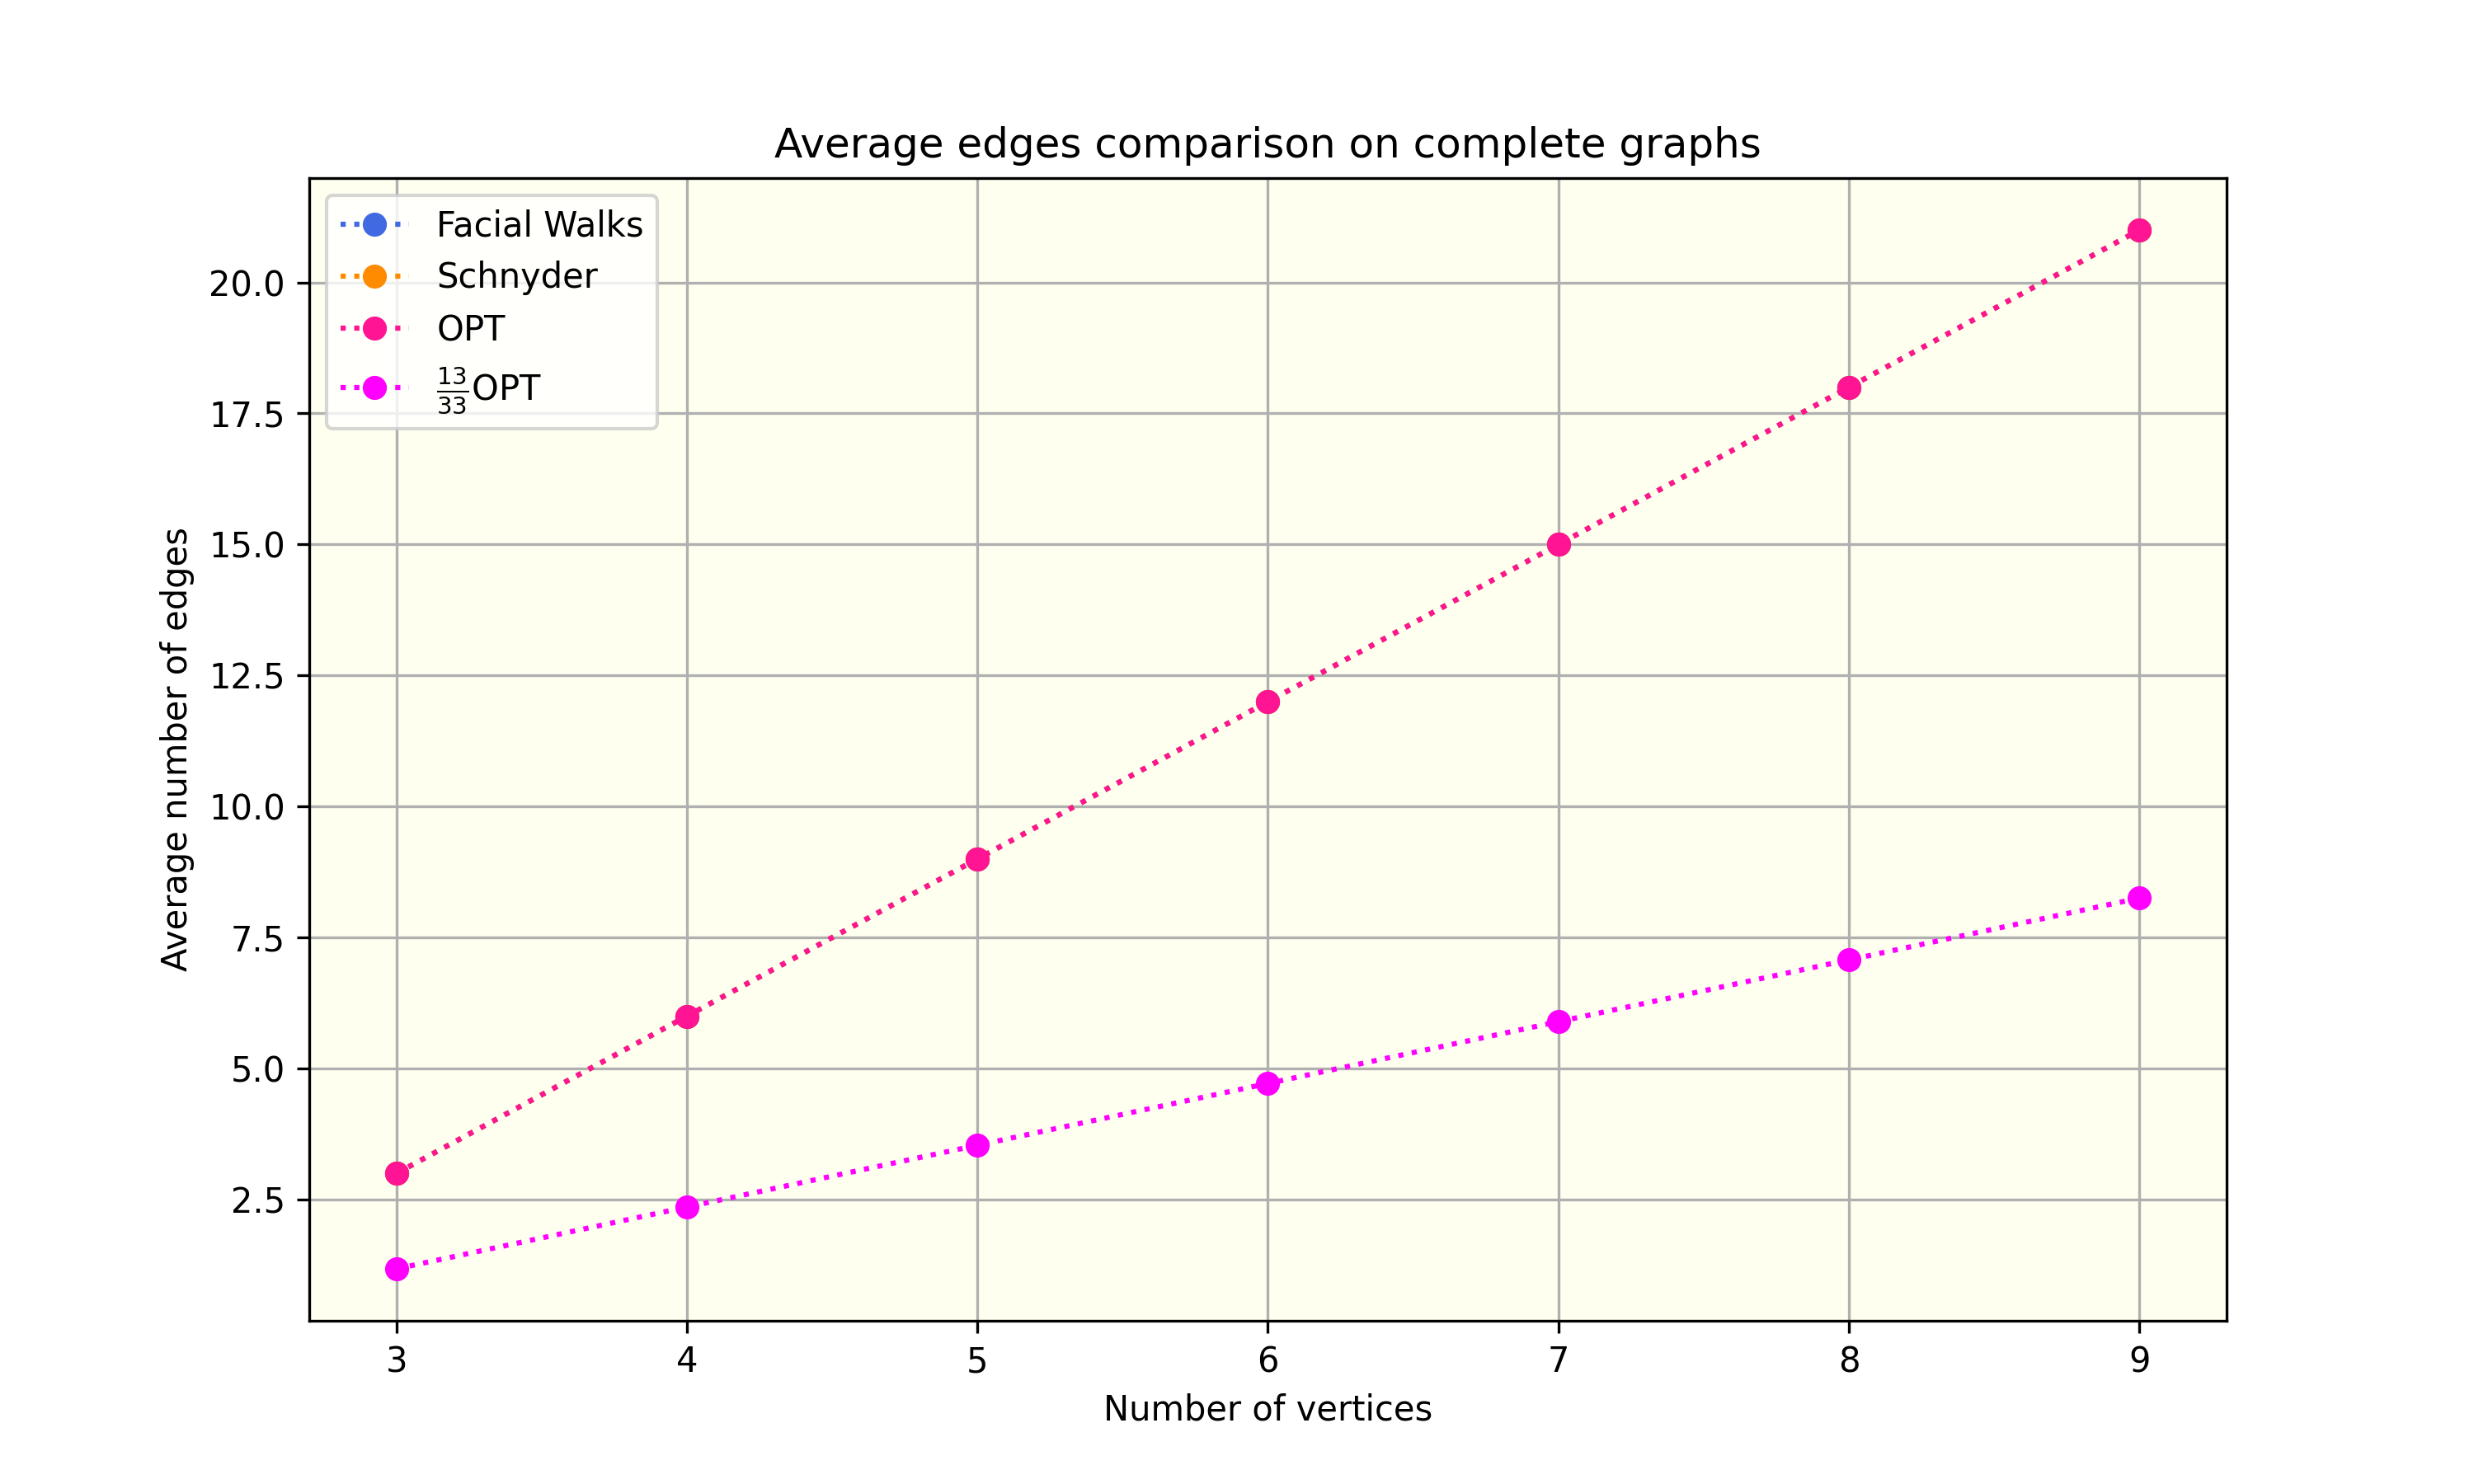 Average edges comparison on complete graphs
Facial Walks
Schnyder
OPT
13/33 OPT
20.0
17.5
15.0
12.5
10.0
7.5
5.0
2.5
Average number of edges
3 4 5 6 7 8 9
Number of vertices